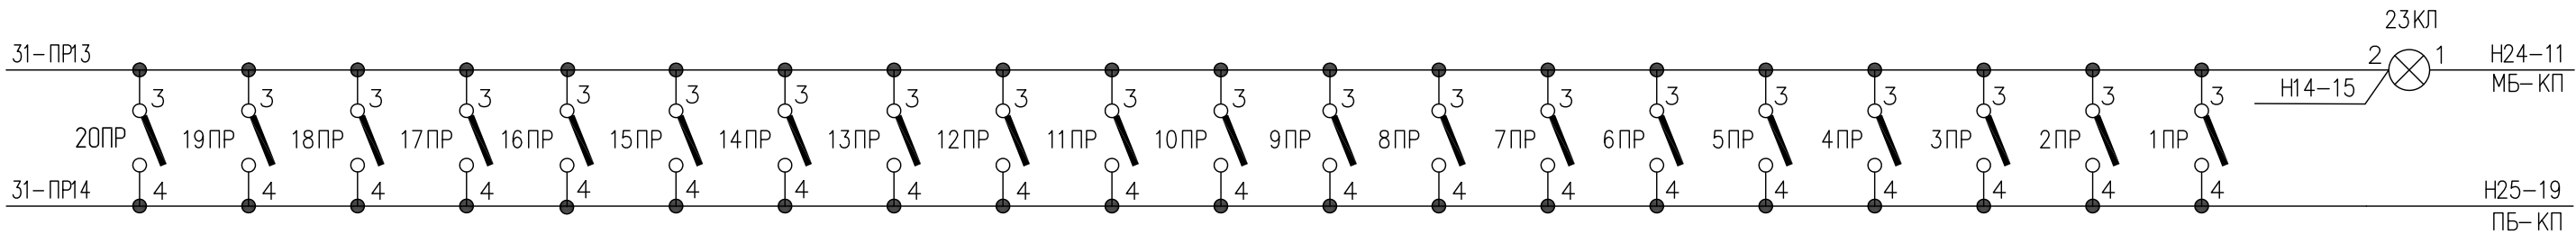 23КЛ
31-ПР13 2 1 Н24-11
Н14-15 МБ-КП
3 3 3 3 3 3 3 3 3 3 3 3 3 3 3 3 3 3 3 3
20ПР 19ПР 18ПР 17ПР 16ПР 15ПР 14ПР 13ПР 12ПР 11ПР 10ПР 9ПР 8ПР 7ПР 6ПР 5ПР 4ПР 3ПР 2ПР 1ПР
31-ПР14 4 4 4 4 4 4 4 4 4 4 4 4 4 4 4 4 4 4 4 4 Н25-19
ПБ-КП